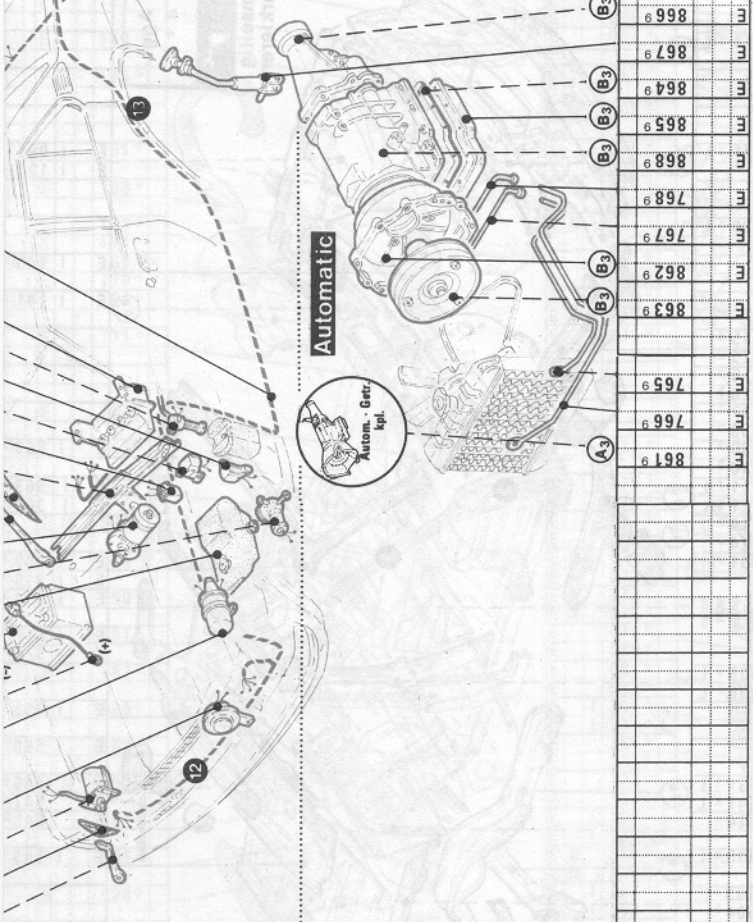 B3
E 866 9
E 867 9
B3
E 864 9
B3
E 865 9
B3
E 868 9
E 768 9
E 767 9
B3
E 862 9
B3
E 863 9
E 765 9
E 766 9
A3
E 861 9
Automatic
Autom. - Getr.
kpl.
13
12
(+)
(-)